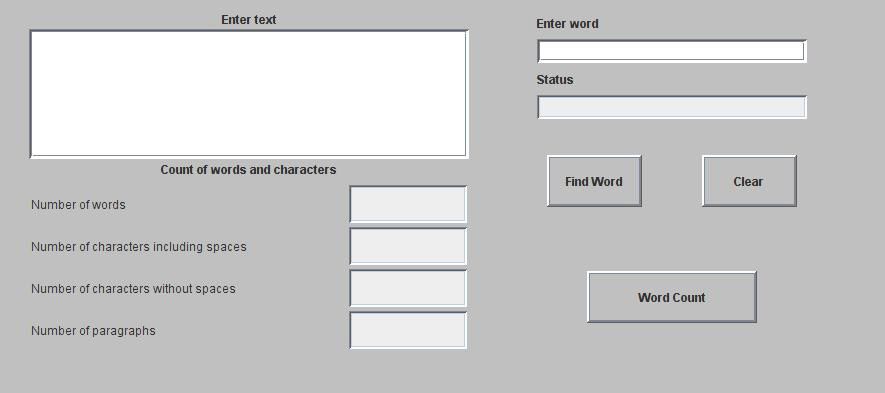 Enter text
Count of words and characters
Number of words
Number of characters including spaces
Number of characters without spaces
Number of paragraphs
Enter word
Status
Find Word
Clear
Word Count